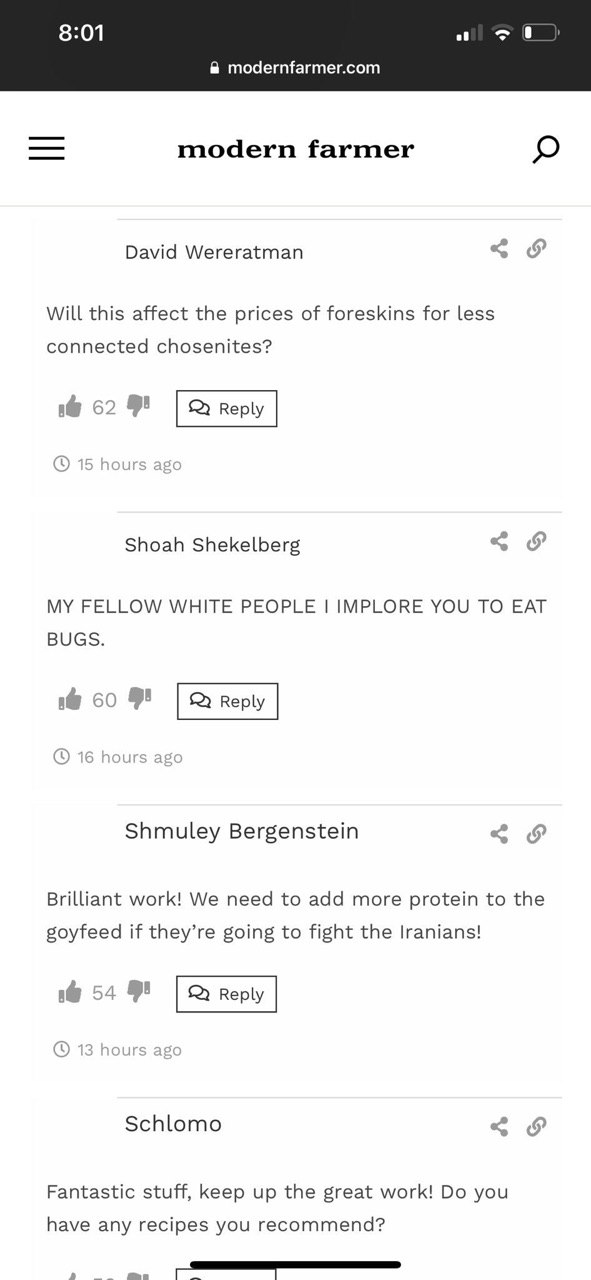 8:01
modernfarmer.com
modern farmer
David Wereratman
Will this affect the prices of foreskins for less
connected chosenites?
62
Reply
15 hours ago
Shoah Shekelberg
MY FELLOW WHITE PEOPLE I IMPLORE YOU TO EAT
BUGS.
60
Reply
16 hours ago
Shmuley Bergenstein
Brilliant work! We need to add more protein to the
goyfeed if they’re going to fight the Iranians!
54
Reply
13 hours ago
Schlomo
Fantastic stuff, keep up the great work! Do you
have any recipes you recommend?